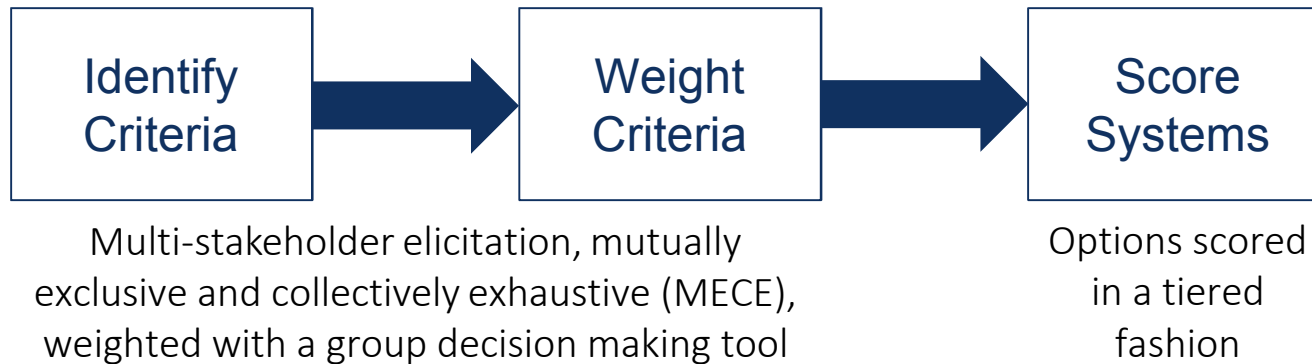 Identify
Criteria
Weight
Criteria
Score
Systems
Multi-stakeholder elicitation, mutually
exclusive and collectively exhaustive (MECE),
weighted with a group decision making tool
Options scored
in a tiered
fashion